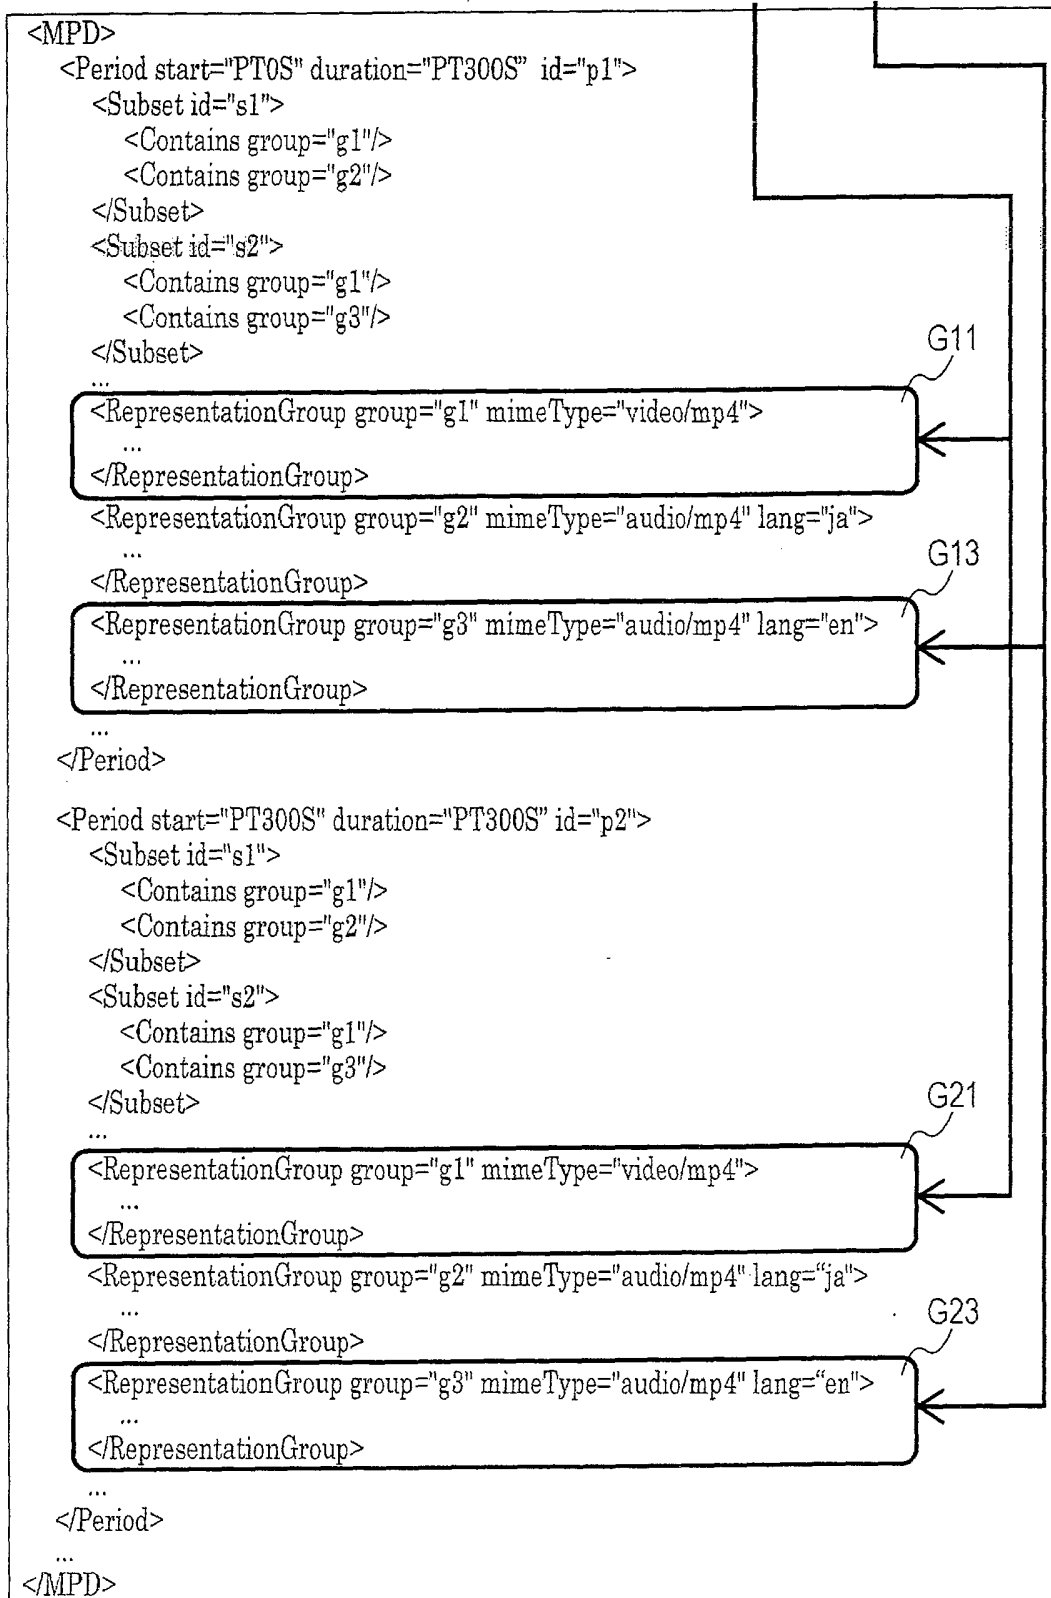 <MPD>
<Period start="PT0S" duration="PT300S" id="p1">
<Subset id="s1">
<Contains group="g1"/>
<Contains group="g2"/>
</Subset>
<Subset id="s2">
<Contains group="g1"/>
<Contains group="g3"/>
</Subset>
...
G11
<RepresentationGroup group="g1" mimeType="video/mp4">
...
</RepresentationGroup>
<RepresentationGroup group="g2" mimeType="audio/mp4" lang="ja">
...
</RepresentationGroup>
G13
<RepresentationGroup group="g3" mimeType="audio/mp4" lang="en">
...
</RepresentationGroup>
...
</Period>
<Period start="PT300S" duration="PT300S" id="p2">
<Subset id="s1">
<Contains group="g1"/>
<Contains group="g2"/>
</Subset>
<Subset id="s2">
<Contains group="g1"/>
<Contains group="g3"/>
</Subset>
...
G21
<RepresentationGroup group="g1" mimeType="video/mp4">
...
</RepresentationGroup>
<RepresentationGroup group="g2" mimeType="audio/mp4" lang="ja">
...
</RepresentationGroup>
G23
<RepresentationGroup group="g3" mimeType="audio/mp4" lang="en">
...
</RepresentationGroup>
...
</Period>
...
</MPD>